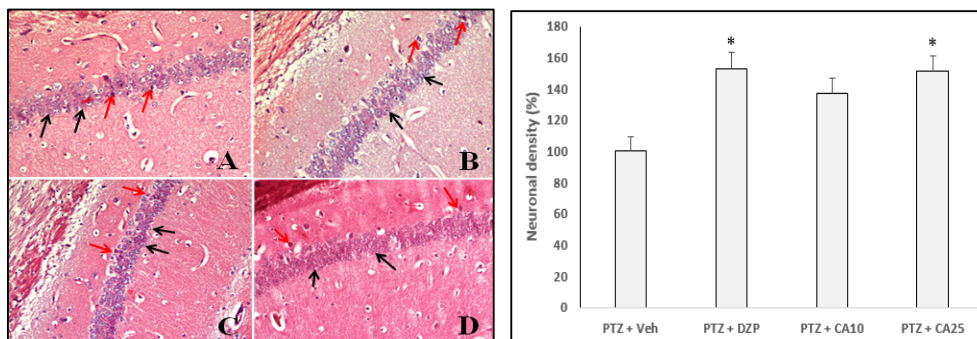 A
B
C
D
Neuronal density (%)
180
160
140
120
100
80
60
40
20
0
*
*
PTZ + Veh PTZ + DZP PTZ + CA10 PTZ + CA25